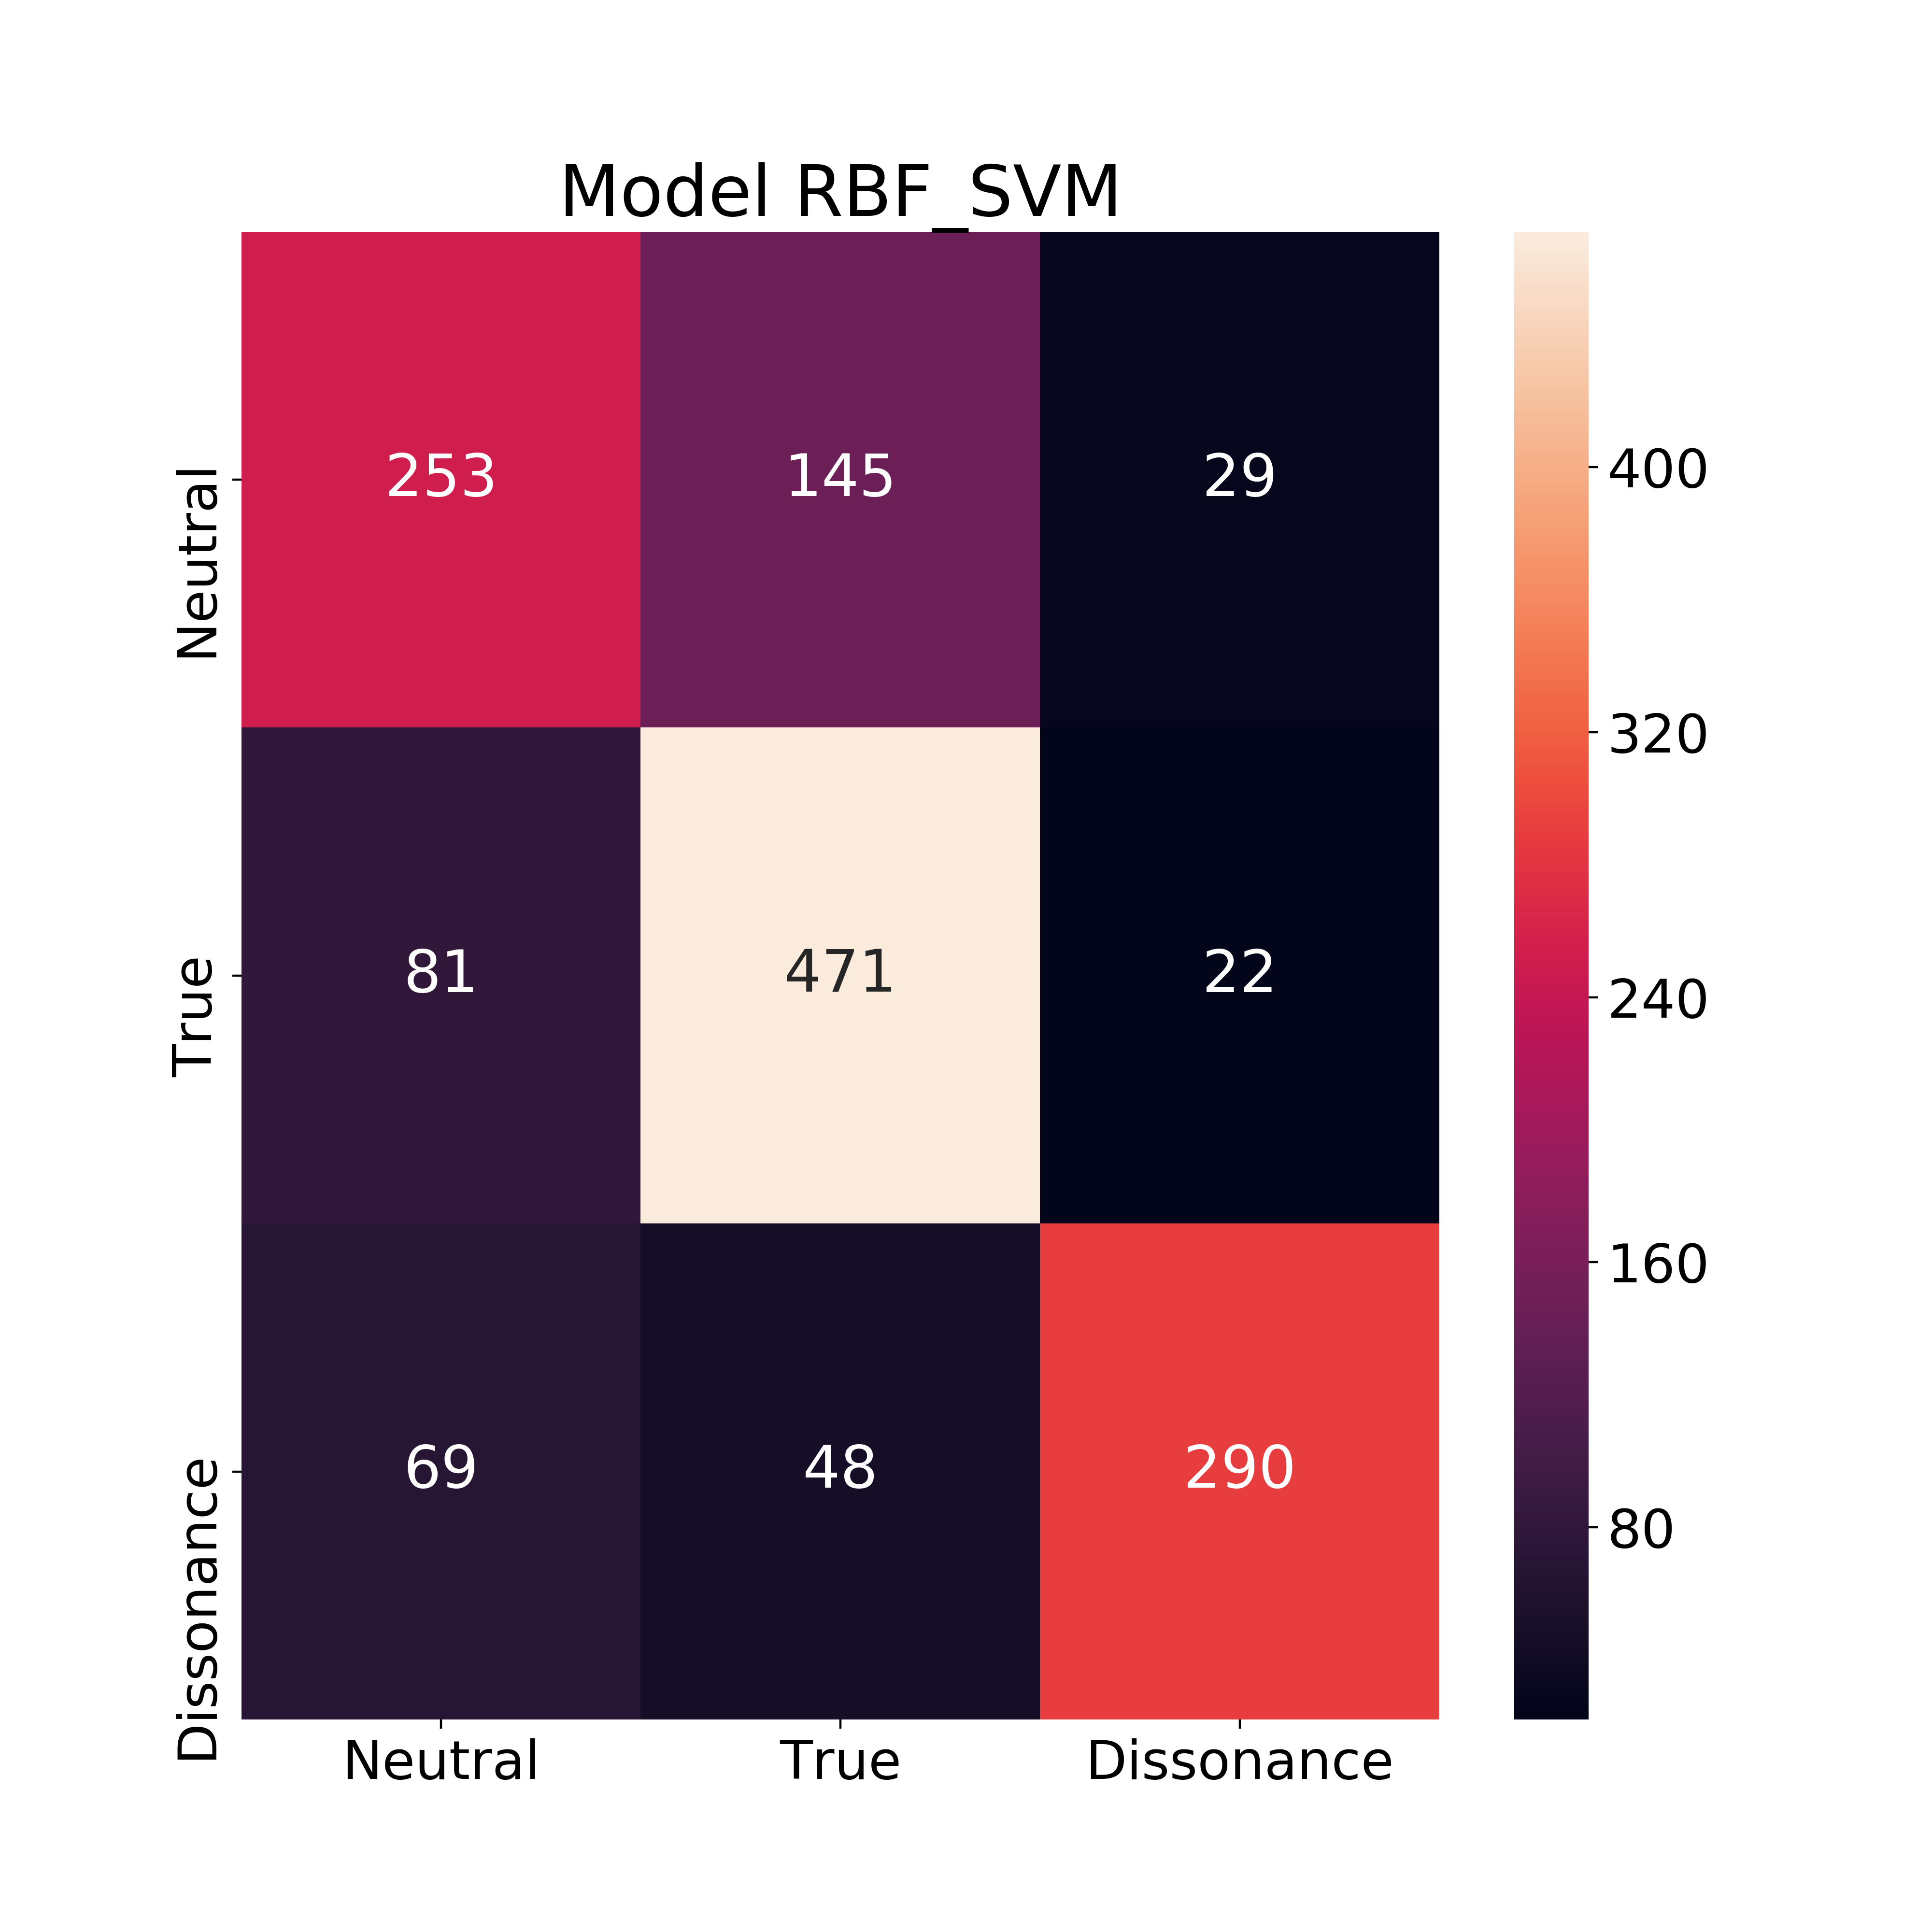 Model RBF_SVM
Neutral
253
145
29
400
320
True
81
471
22
240
160
Dissonance
69
48
290
80
Neutral
True
Dissonance